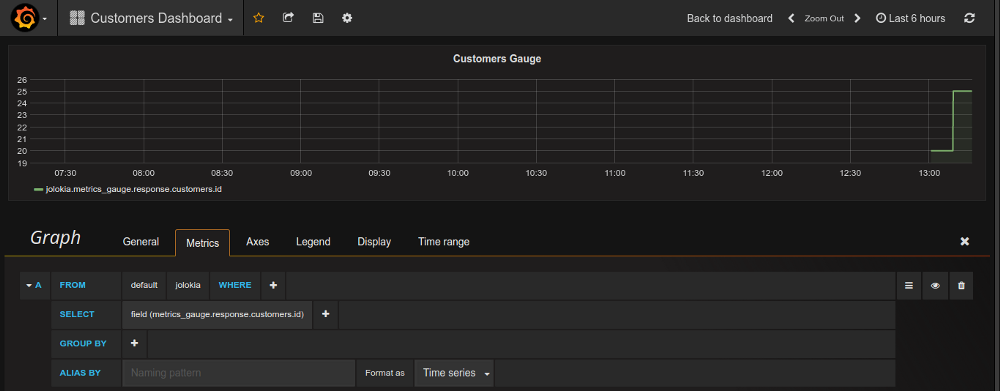 Customers Dashboard Back to dashboard Zoom Out Last 6 hours
Customers Gauge
26
25
24
23
22
21
20
19
07:30 08:00 08:30 09:00 09:30 10:00 10:30 11:00 11:30 12:00 12:30 13:00
jolokia.metrics_gauge.response.customers.id
Graph General Metrics Axes Legend Display Time range
A FROM default jolokia WHERE
SELECT field (metrics_gauge.response.customers.id)
GROUP BY
ALIAS BY Naming pattern Format as Time series